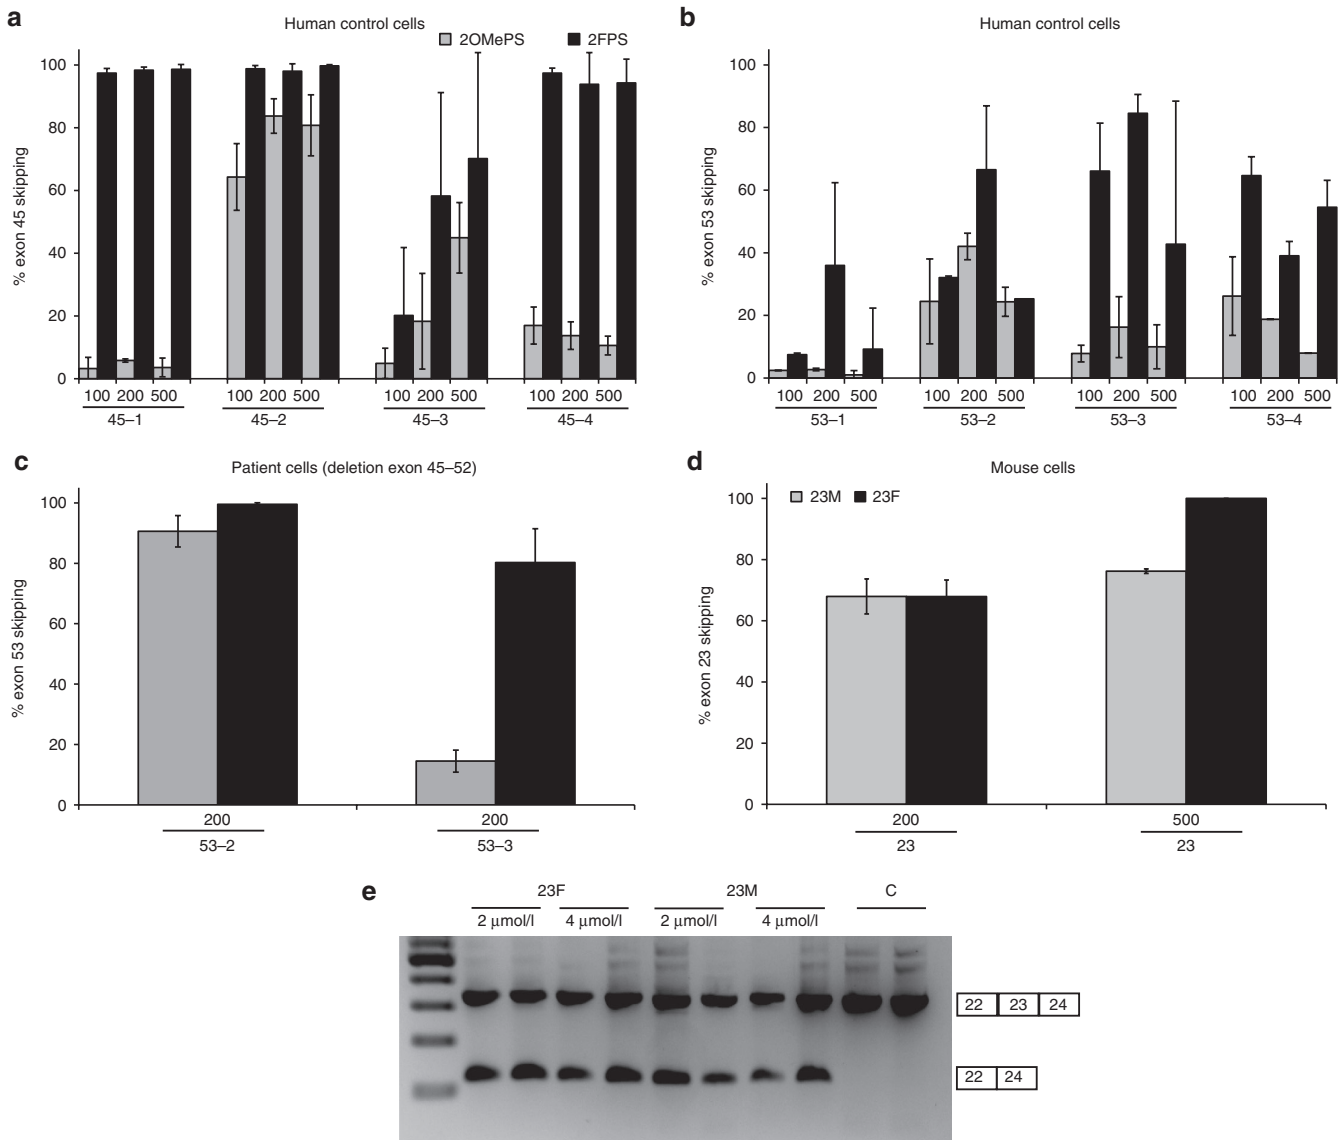 a
Human control cells
2OMePS 2FPS
% exon 45 skipping
100
80
60
40
20
0
100 200 500 100 200 500 100 200 500 100 200 500
45–1 45–2 45–3 45–4
b
Human control cells
% exon 53 skipping
100
80
60
40
20
0
100 200 500 100 200 500 100 200 500 100 200 500
53–1 53–2 53–3 53–4
c
Patient cells (deletion exon 45–52)
% exon 53 skipping
100
80
60
40
20
0
200 200
53–2 53–3
d
Mouse cells
23M 23F
% exon 23 skipping
100
80
60
40
20
0
200 500
23 23
e
23F 23M C
2 µmol/l 4 µmol/l 2 µmol/l 4 µmol/l
22 23 24
22 24